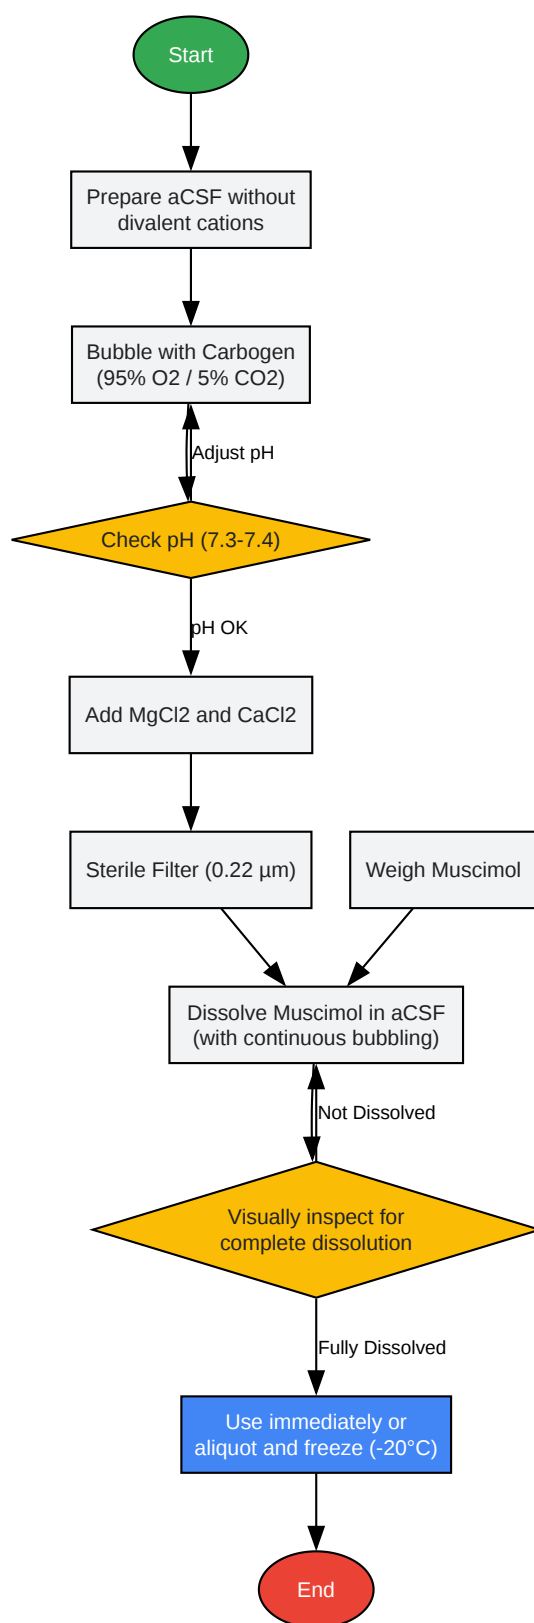 Start
Prepare aCSF without
divalent cations
Bubble with Carbogen
(95% O2 / 5% CO2)
Adjust pH
Check pH (7.3-7.4)
pH OK
Add MgCl2 and CaCl2
Sterile Filter (0.22 µm)
Weigh Muscimol
Dissolve Muscimol in aCSF
(with continuous bubbling)
Not Dissolved
Visually inspect for
complete dissolution
Fully Dissolved
Use immediately or
aliquot and freeze (-20°C)
End